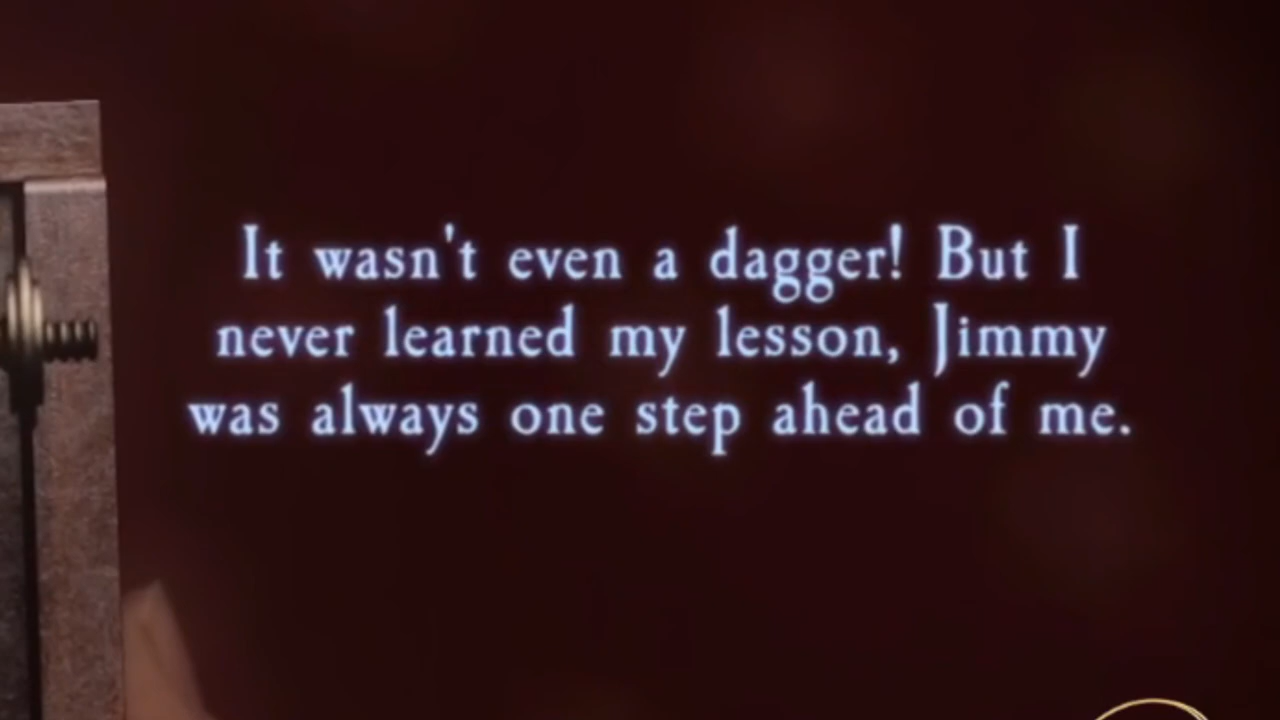 It wasn't even a dagger! But I
never learned my lesson, Jimmy
was always one step ahead of me.